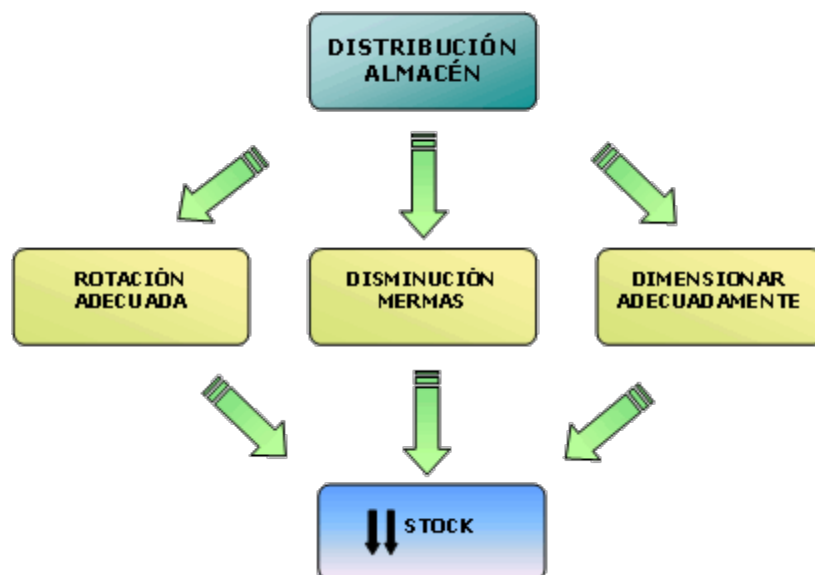 DISTRIBUCIÓN
ALMACÉN
ROTACIÓN
ADECUADA
DISMINUCIÓN
MERMAS
DIMENSIONAR
ADECUADAMENTE
STOCK